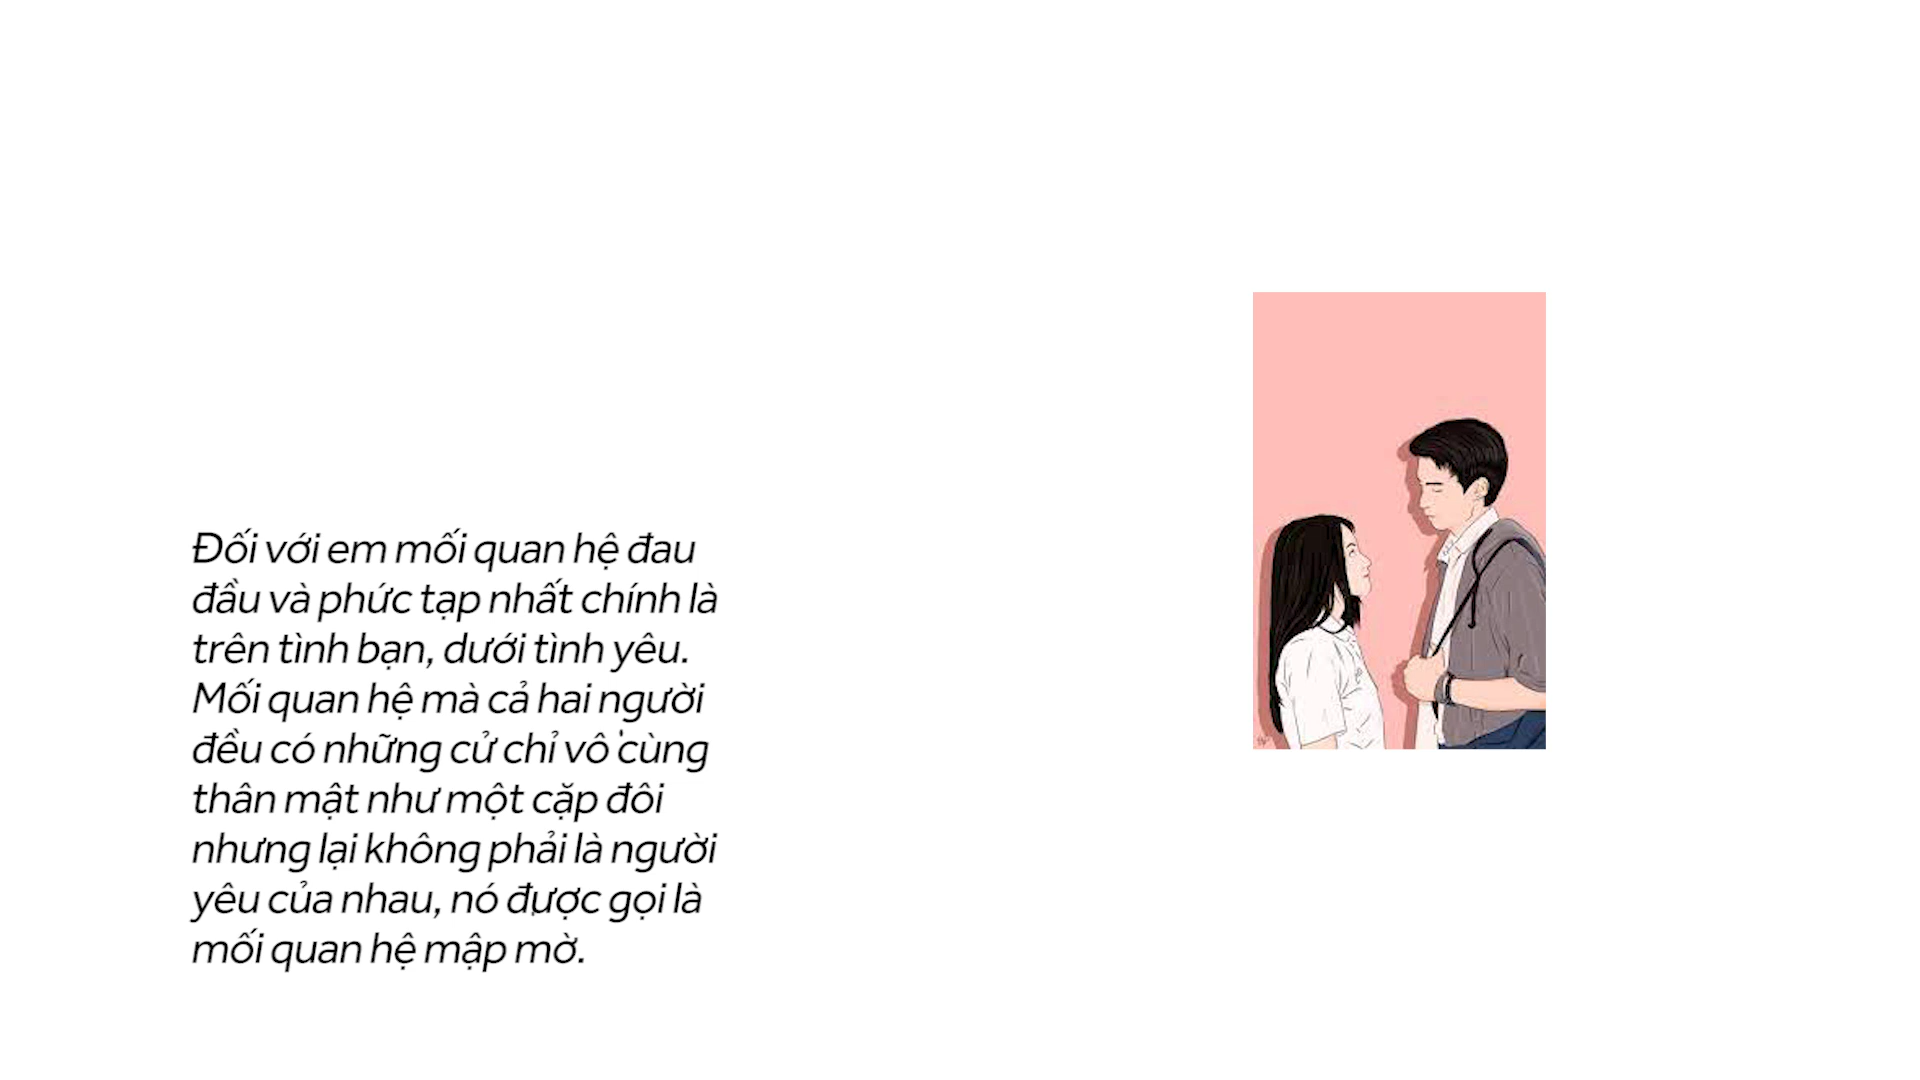 Đối với em mối quan hệ đau
đầu và phức tạp nhất chính là
trên tình bạn, dưới tình yêu.
Mối quan hệ mà cả hai người
đều có những cử chỉ vô cùng
thân mật như một cặp đôi
nhưng lại không phải là người
yêu của nhau, nó được gọi là
mối quan hệ mập mờ.